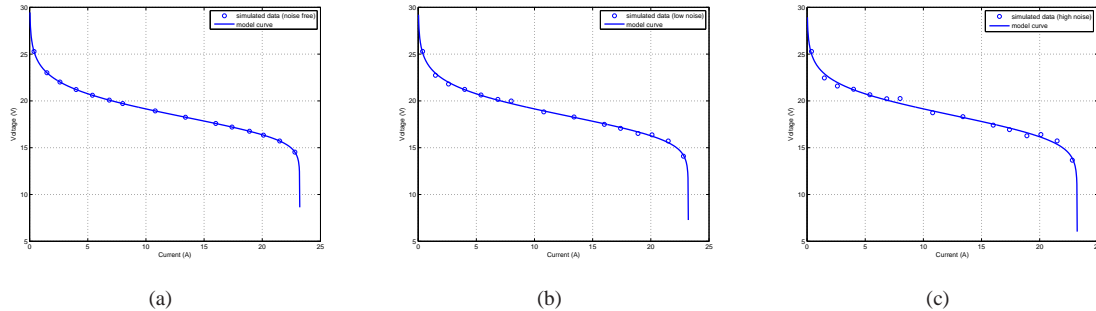 30
25
20
15
10
5
0
5
10
15
20
25
Current (A)
Voltage (V)
simulated data (noise free)
model curve
(a)
30
25
20
15
10
5
0
5
10
15
20
25
Current (A)
Voltage (V)
simulated data (low noise)
model curve
(b)
30
25
20
15
10
5
0
5
10
15
20
25
Current (A)
Voltage (V)
simulated data (high noise)
model curve
(c)